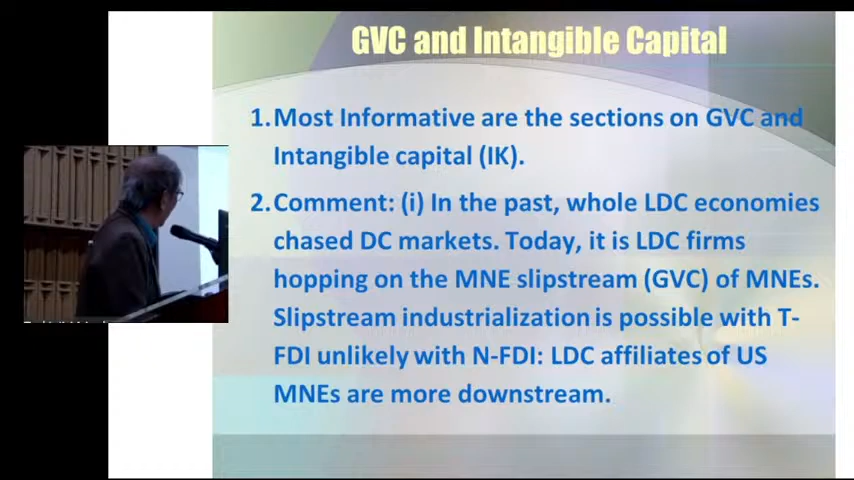 GVC and Intangible Capital
1. Most Informative are the sections on GVC and
Intangible capital (IK).
2. Comment: (i) In the past, whole LDC economies
chased DC markets. Today, it is LDC firms
hopping on the MNE slipstream (GVC) of MNEs.
Slipstream industrialization is possible with T-
FDI unlikely with N-FDI: LDC affiliates of US
MNEs are more downstream.